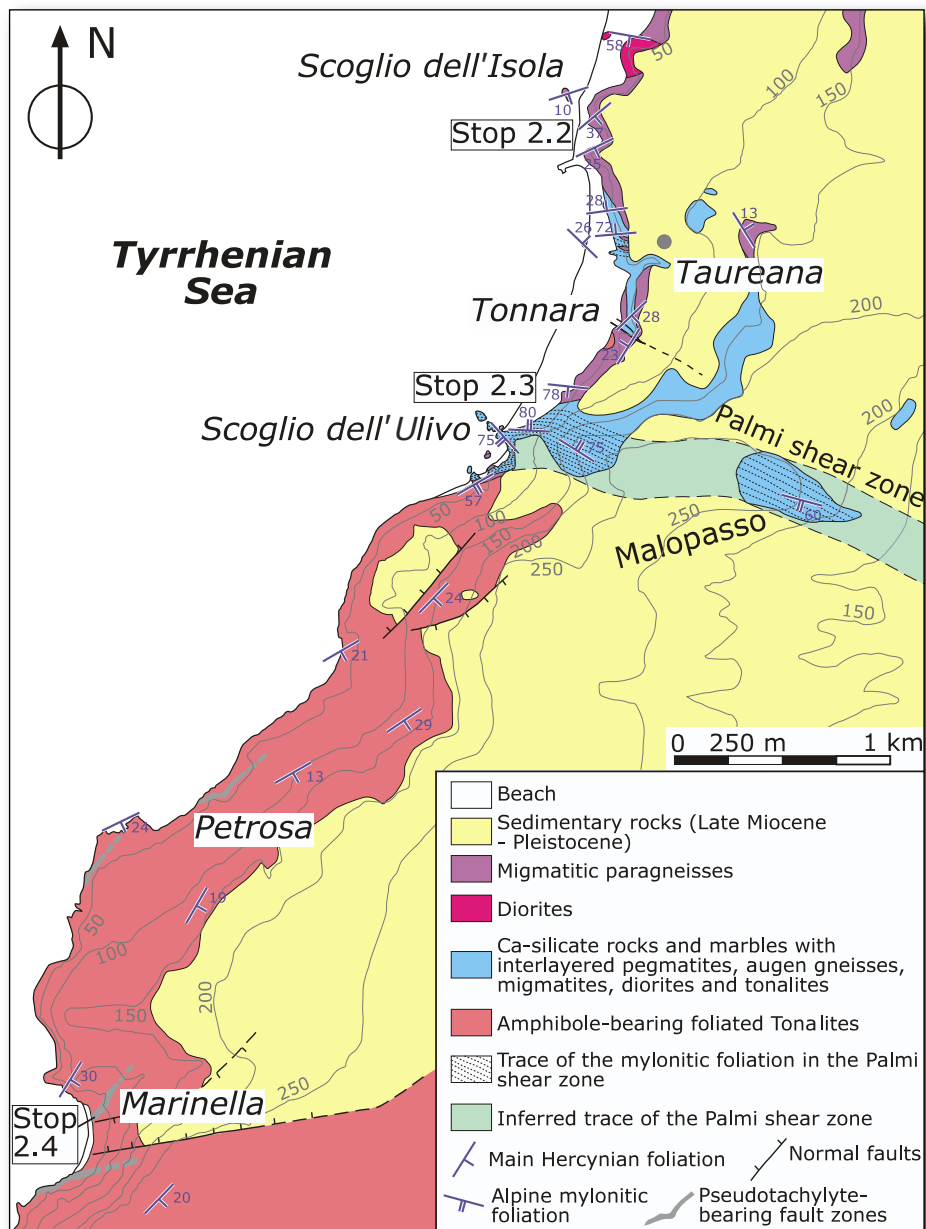 N
Scoglio dell'Isola
58
50
10
100
150
Stop 2.2
37
25
28
72
26
13
Tyrrhenian
Sea
Taureana
Tonnara
28
200
23
Stop 2.3
78
80
200
Scoglio dell'Ulivo
75
75
Palmi shear zone
57
50
100
150
200
250
250
60
Malopasso
24
150
21
29
0 250 m 1 km
13
24
Petrosa
19
50
100
200
150
250
30
Marinella
Stop
2.4
20
Beach
Sedimentary rocks (Late Miocene
- Pleistocene)
Migmatitic paragneisses
Diorites
Ca-silicate rocks and marbles with
interlayered pegmatites, augen gneisses,
migmatites, diorites and tonalites
Amphibole-bearing foliated Tonalites
Trace of the mylonitic foliation in the Palmi
shear zone
Inferred trace of the Palmi shear zone
Main Hercynian foliation
Normal faults
Alpine mylonitic
foliation
Pseudotachylyte-
bearing fault zones